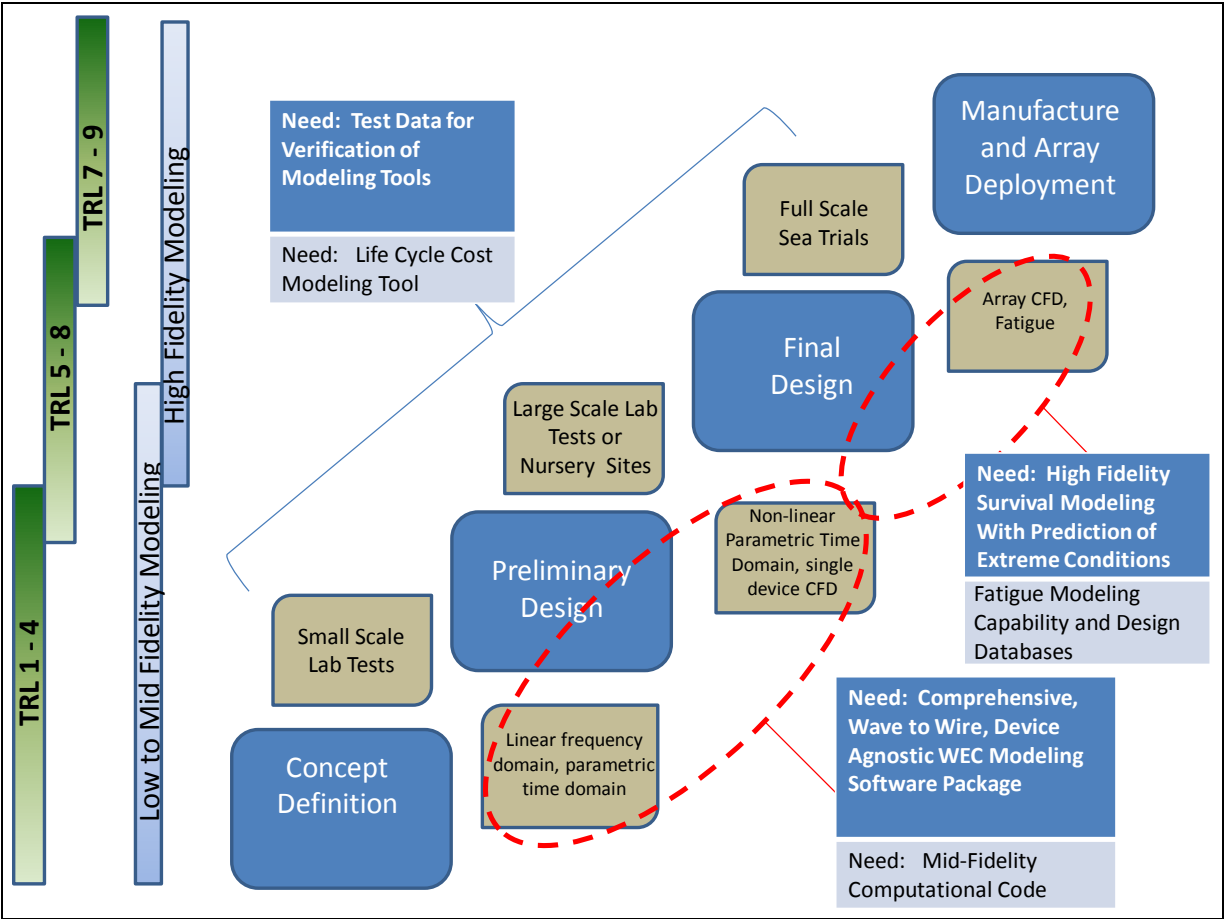 TRL 7 - 9
TRL 5 - 8
TRL 1 - 4
High Fidelity Modeling
Low to Mid Fidelity Modeling
Need: Test Data for
Verification of
Modeling Tools
Need: Life Cycle Cost
Modeling Tool
Manufacture
and Array
Deployment
Full Scale
Sea Trials
Array CFD,
Fatigue
Final
Design
Large Scale Lab
Tests or
Nursery Sites
Need: High Fidelity
Survival Modeling
With Prediction of
Extreme Conditions
Fatigue Modeling
Capability and Design
Databases
Non-linear
Parametric Time
Domain, single
device CFD
Preliminary
Design
Small Scale
Lab Tests
Need: Comprehensive,
Wave to Wire, Device
Agnostic WEC Modeling
Software Package
Need: Mid-Fidelity
Computational Code
Linear frequency
domain, parametric
time domain
Concept
Definition